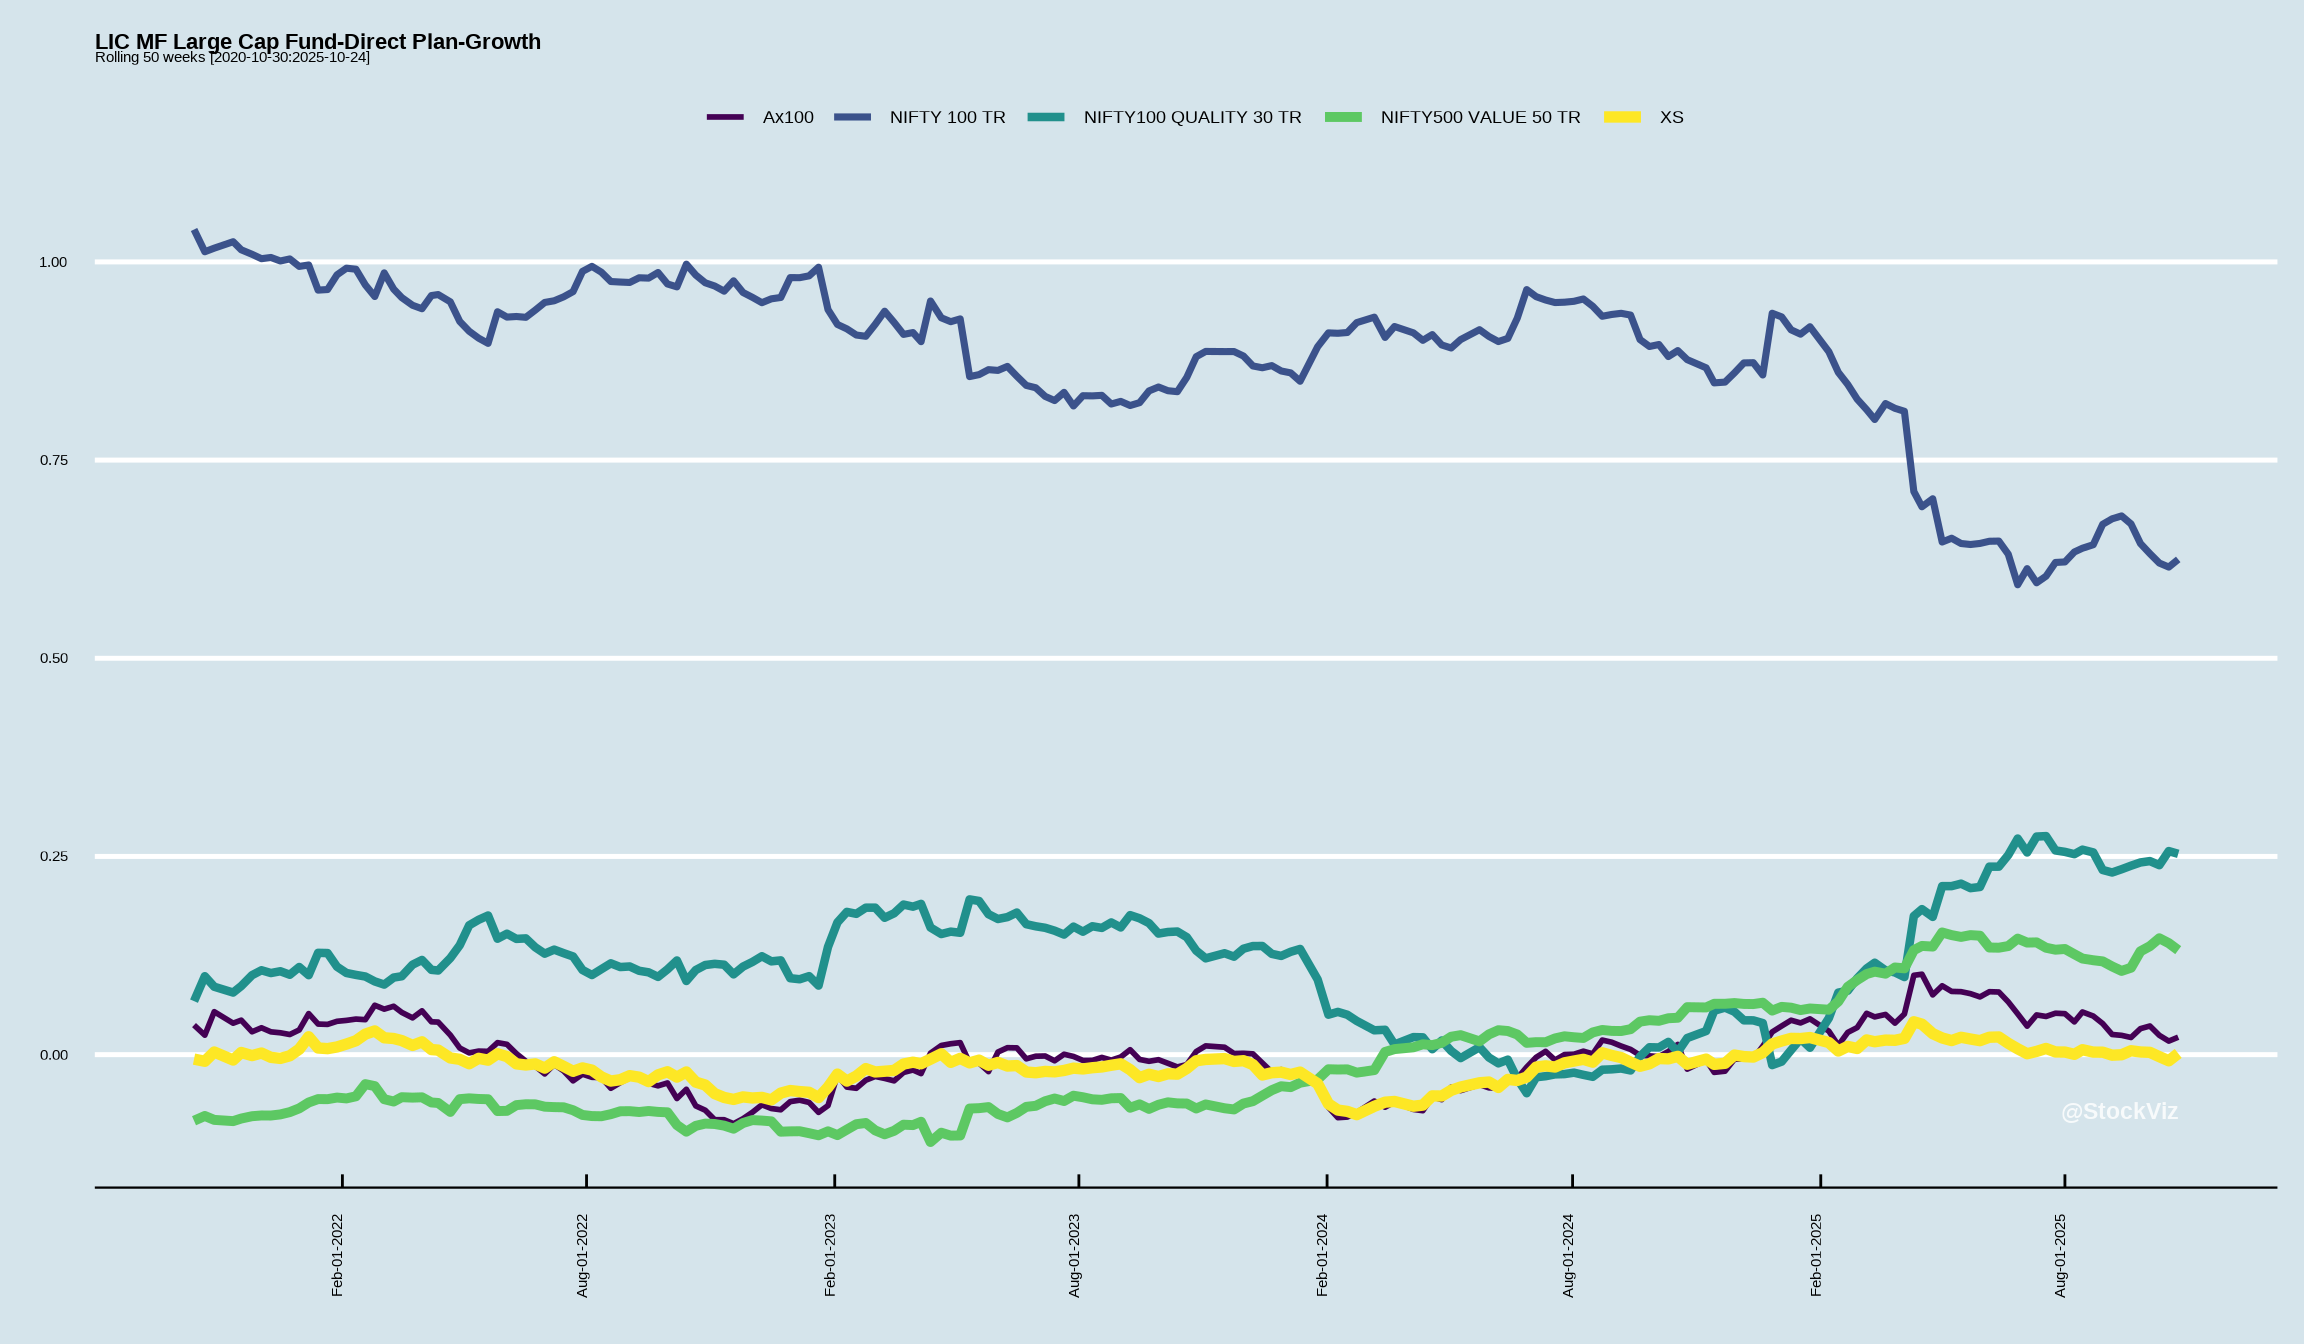 LIC MF Large Cap Fund-Direct Plan-Growth
Rolling 50 weeks [2020-10-30:2025-10-24]
Ax100 NIFTY 100 TR NIFTY100 QUALITY 30 TR NIFTY500 VALUE 50 TR XS
1.00
0.75
0.50
0.25
0.00
@StockViz
Feb-01-2022 Aug-01-2022 Feb-01-2023 Aug-01-2023 Feb-01-2024 Aug-01-2024 Feb-01-2025 Aug-01-2025